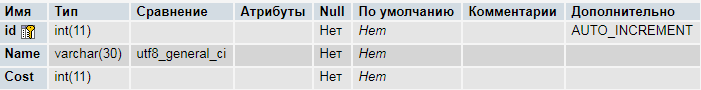 Имя Тип Сравнение Атрибуты Null По умолчанию Комментарии Дополнительно
id int(11) Нет Нет AUTO_INCREMENT
Name varchar(30) utf8_general_ci Нет Нет
Cost int(11) Нет Нет